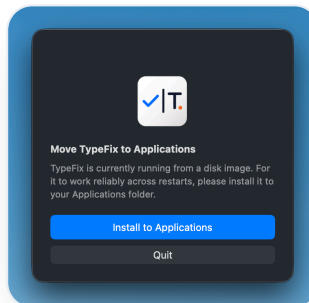 T.
Move TypeFix to Applications
TypeFix is currently running from a disk image. For
it to work reliably across restarts, please install it to
your Applications folder.
Install to Applications
Quit